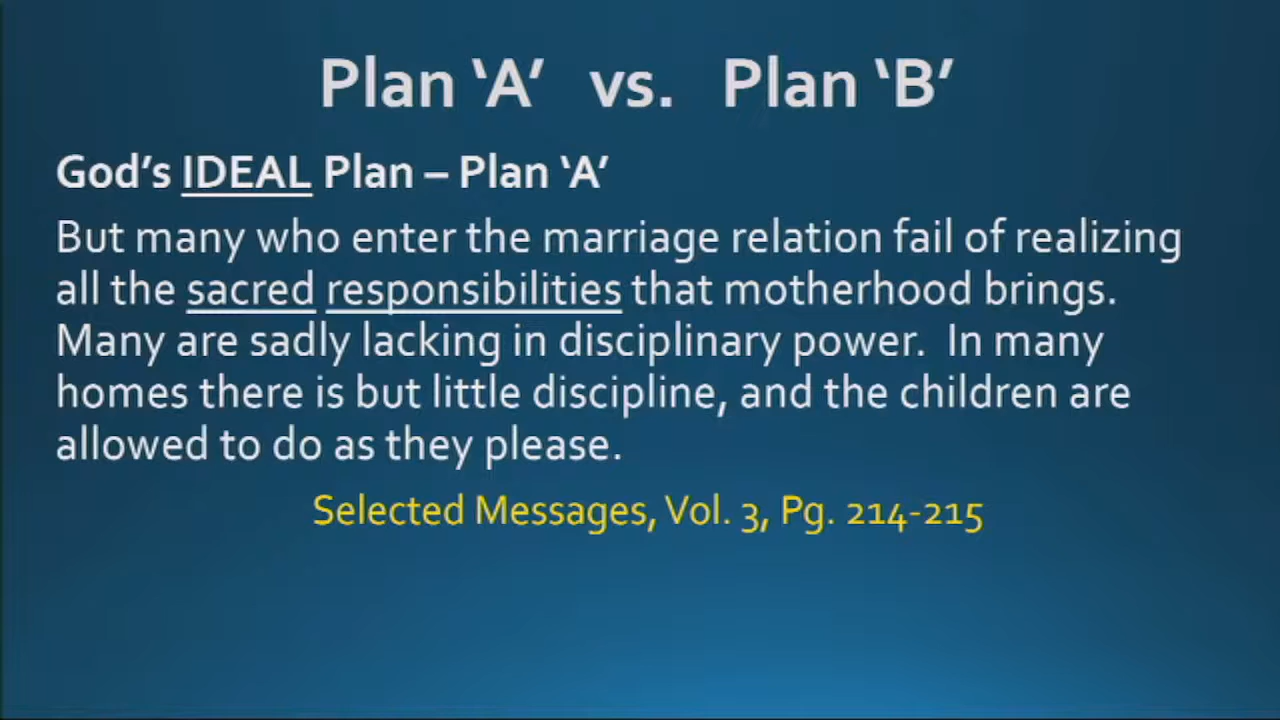 Plan ‘A’ vs. Plan ‘B’
God’s IDEAL Plan – Plan ‘A’
But many who enter the marriage relation fail of realizing
all the sacred responsibilities that motherhood brings.
Many are sadly lacking in disciplinary power. In many
homes there is but little discipline, and the children are
allowed to do as they please.
Selected Messages, Vol. 3, Pg. 214-215